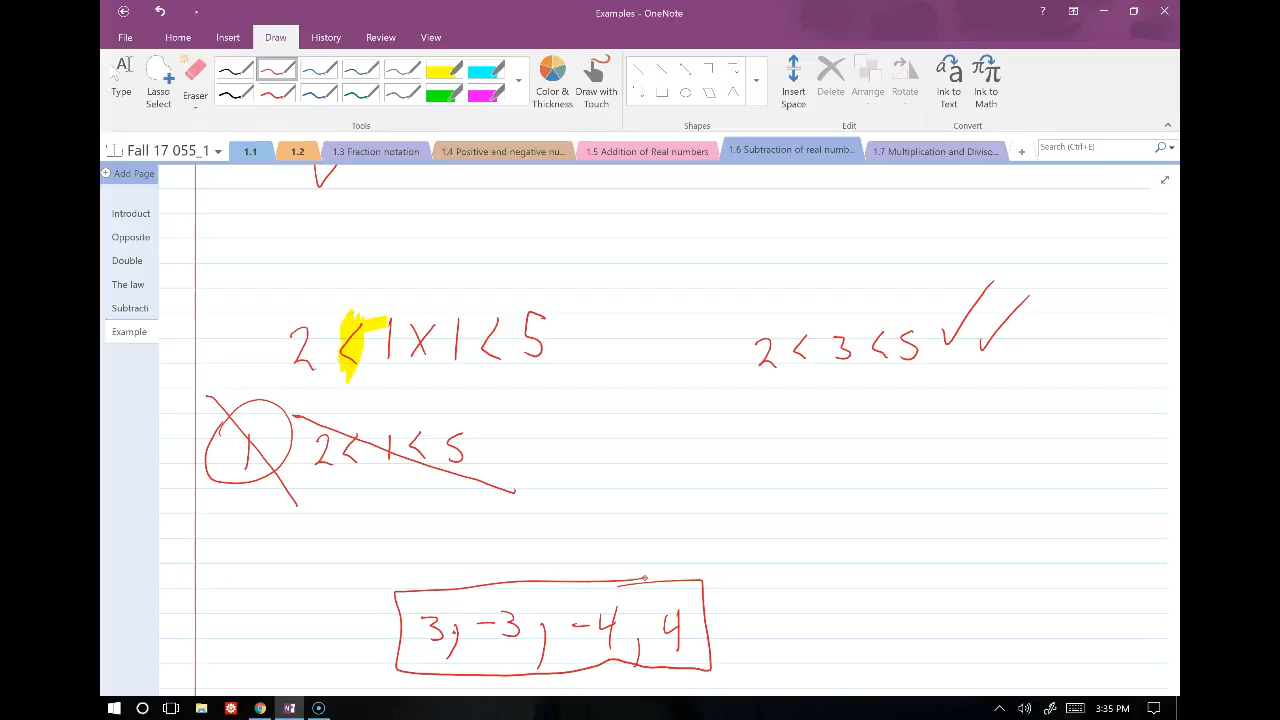 Examples - OneNote
?
File Home Insert Draw History Review View
Type
Lasso Select
Eraser
Color & Thickness
Draw with Touch
Insert Space
Delete
Arrange
Rotate
Ink to Text
Ink to Math
Tools Shapes Edit Convert
Fall 17 055_1 1.1 1.2 1.3 Fraction notation 1.4 Positive and negative nu... 1.5 Addition of Real numbers 1.6 Subtraction of real numb... 1.7 Multiplication and Diviso... Search (Ctrl+E)
Add Page
Introduct
Opposite
Double
The law
Subtracti
Example
2 < |x| < 5
2 < 3 < 5 ✓✓
1 2 < 1 < 5
3, -3, -4, 4
3:35 PM